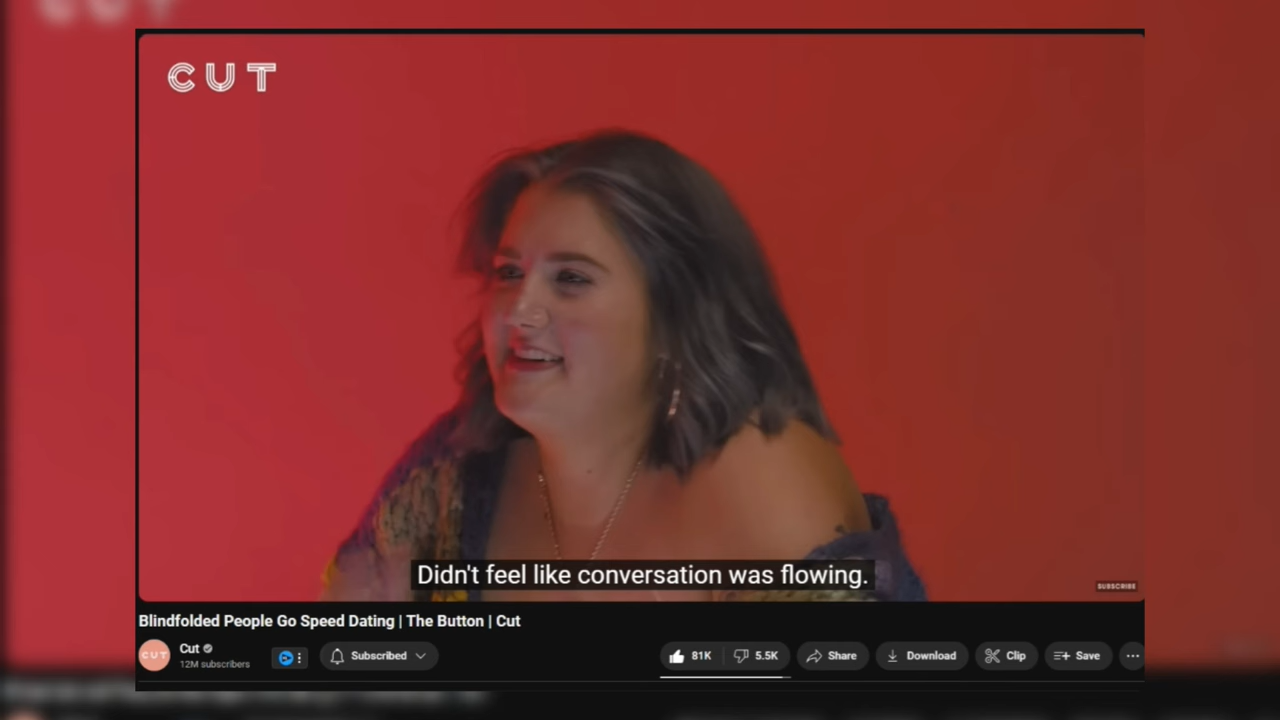 CUT
Didn't feel like conversation was flowing.
SUBSCRIBE
Blindfolded People Go Speed Dating | The Button | Cut
CUT
Cut
12M subscribers
Subscribed
81K
5.5K
Share
Download
Clip
Save